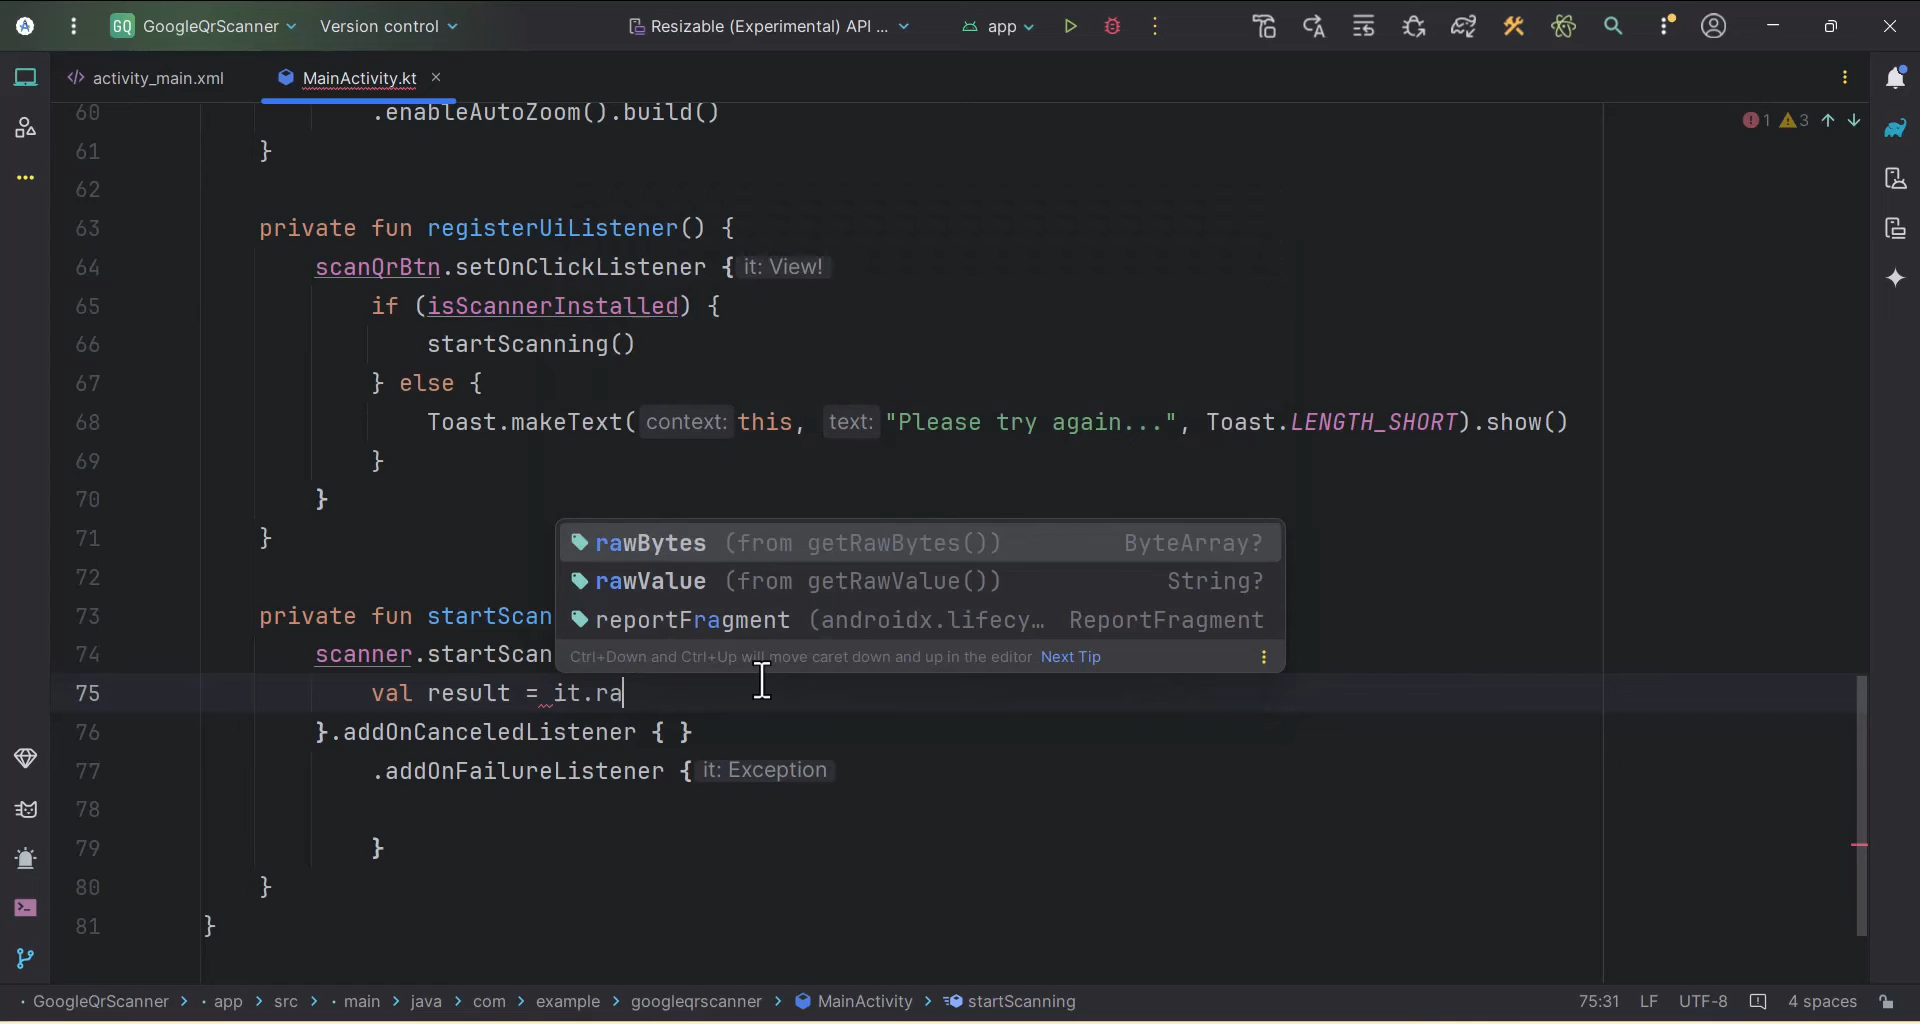 GQ GoogleQrScanner Version control Resizable (Experimental) API ... app
activity_main.xml MainActivity.kt
60 .enableAutoZoom().build() 1 3
61 }
62
63 private fun registerUiListener() {
64 scanQrBtn.setOnClickListener { it: View!
65 if (isScannerInstalled) {
66 startScanning()
67 } else {
68 Toast.makeText( context: this, text: "Please try again...", Toast.LENGTH_SHORT).show()
69 }
70 }
71 }
rawBytes (from getRawBytes()) ByteArray?
72
rawValue (from getRawValue()) String?
73 private fun startScan
reportFragment (androidx.lifecy... ReportFragment
74 scanner.startScan
Ctrl+Down and Ctrl+Up will move caret down and up in the editor Next Tip
75 val result = it.ra
76 }.addOnCanceledListener { }
77 .addOnFailureListener { it: Exception
78
79 }
80 }
81 }
GoogleQrScanner > app > src > main > java > com > example > googleqrscanner > MainActivity > startScanning 75:31 LF UTF-8 4 spaces